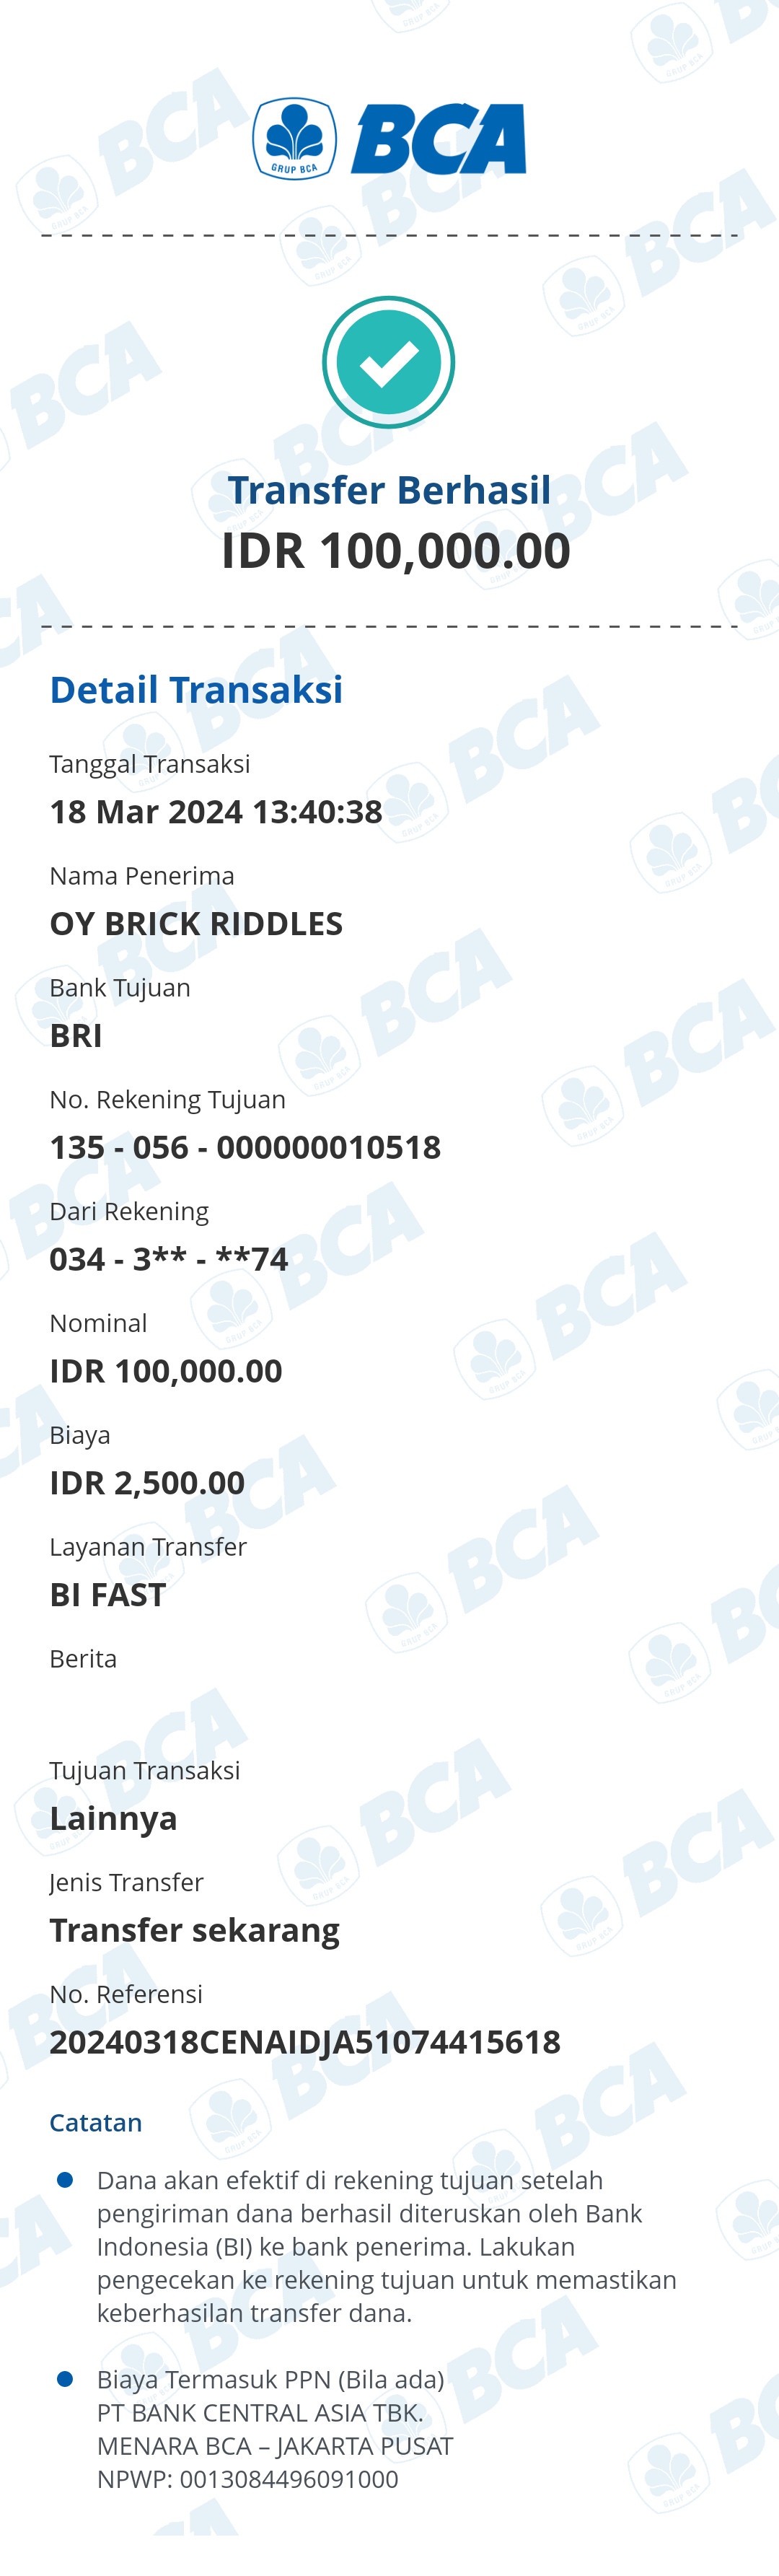 GRUP BCA
BCA
Transfer Berhasil
IDR 100,000.00
Detail Transaksi
Tanggal Transaksi
18 Mar 2024 13:40:38
Nama Penerima
OY BRICK RIDDLES
Bank Tujuan
BRI
No. Rekening Tujuan
135 - 056 - 000000010518
Dari Rekening
034 - 3** - **74
Nominal
IDR 100,000.00
Biaya
IDR 2,500.00
Layanan Transfer
BI FAST
Berita
Tujuan Transaksi
Lainnya
Jenis Transfer
Transfer sekarang
No. Referensi
20240318CENAIDJA51074415618
Catatan
Dana akan efektif di rekening tujuan setelah
pengiriman dana berhasil diteruskan oleh Bank
Indonesia (BI) ke bank penerima. Lakukan
pengecekan ke rekening tujuan untuk memastikan
keberhasilan transfer dana.
Biaya Termasuk PPN (Bila ada)
PT BANK CENTRAL ASIA TBK.
MENARA BCA – JAKARTA PUSAT
NPWP: 0013084496091000